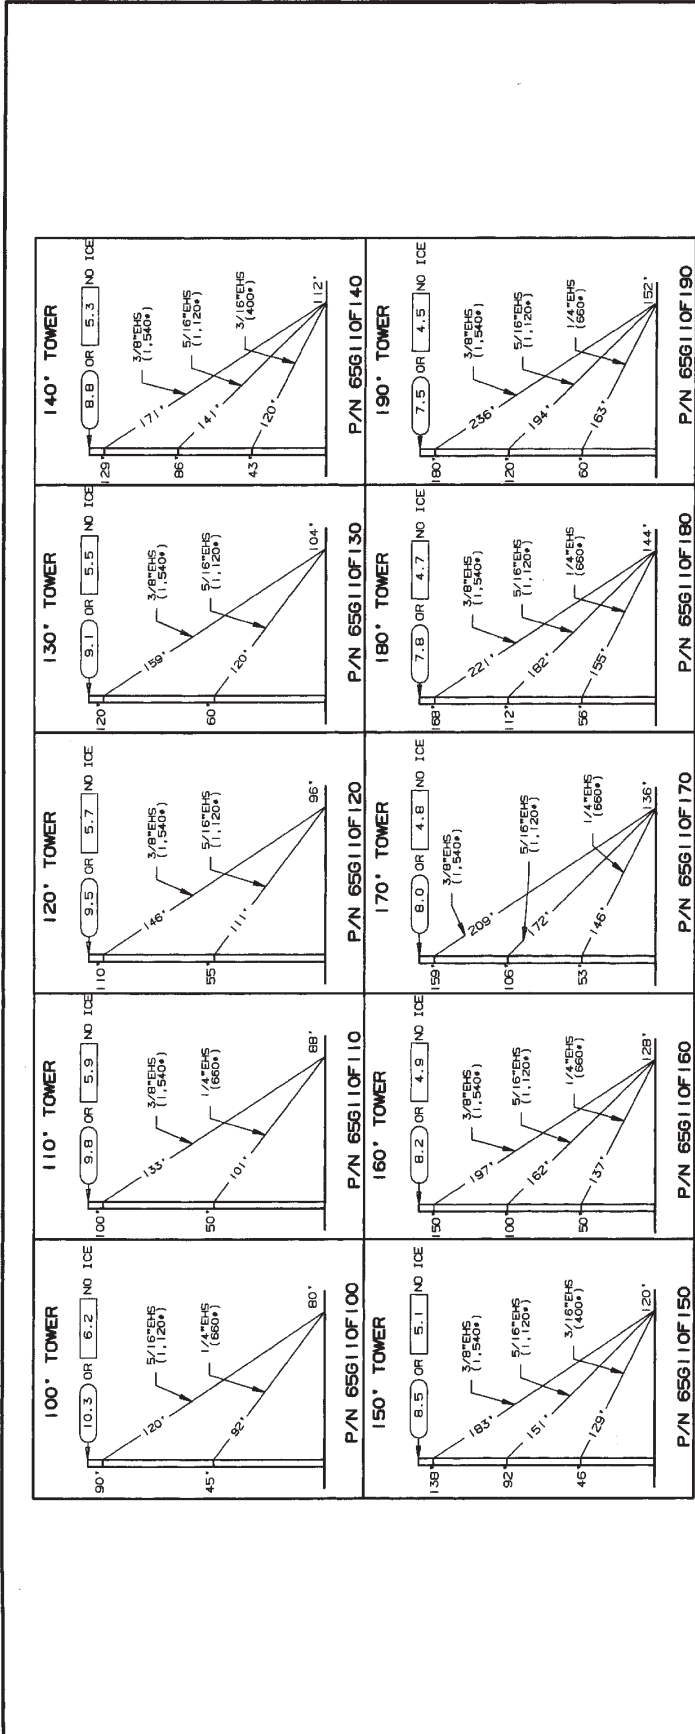 100' TOWER
10.3 OR 6.2 NO ICE
90'
120'
5/16"EHS
(1,120#)
45'
92'
1/4"EHS
(660#)
80'
P/N 65G110F100
110' TOWER
9.8 OR 5.9 NO ICE
100'
133'
3/8"EHS
(1,540#)
50'
101'
1/4"EHS
(660#)
88'
P/N 65G110F110
120' TOWER
9.5 OR 5.7 NO ICE
110'
146'
3/8"EHS
(1,540#)
55'
111'
5/16"EHS
(1,120#)
96'
P/N 65G110F120
130' TOWER
9.1 OR 5.5 NO ICE
120'
159'
3/8"EHS
(1,540#)
60'
120'
5/16"EHS
(1,120#)
104'
P/N 65G110F130
140' TOWER
8.8 OR 5.3 NO ICE
129'
171'
3/8"EHS
(1,540#)
86'
141'
5/16"EHS
(1,120#)
43'
120'
3/16"EHS
(400#)
112'
P/N 65G110F140
150' TOWER
8.5 OR 5.1 NO ICE
138'
183'
3/8"EHS
(1,540#)
92'
151'
5/16"EHS
(1,120#)
46'
129'
3/16"EHS
(400#)
120'
P/N 65G110F150
160' TOWER
8.2 OR 4.9 NO ICE
150'
197'
3/8"EHS
(1,540#)
100'
162'
5/16"EHS
(1,120#)
50'
137'
1/4"EHS
(660#)
128'
P/N 65G110F160
170' TOWER
8.0 OR 4.8 NO ICE
159'
209'
3/8"EHS
(1,540#)
106'
172'
5/16"EHS
(1,120#)
53'
146'
1/4"EHS
(660#)
136'
P/N 65G110F170
180' TOWER
7.8 OR 4.7 NO ICE
168'
221'
3/8"EHS
(1,540#)
112'
182'
5/16"EHS
(1,120#)
56'
155'
1/4"EHS
(660#)
144'
P/N 65G110F180
190' TOWER
7.5 OR 4.5 NO ICE
180'
236'
3/8"EHS
(1,540#)
120'
194'
5/16"EHS
(1,120#)
60'
163'
1/4"EHS
(660#)
152'
P/N 65G110F190